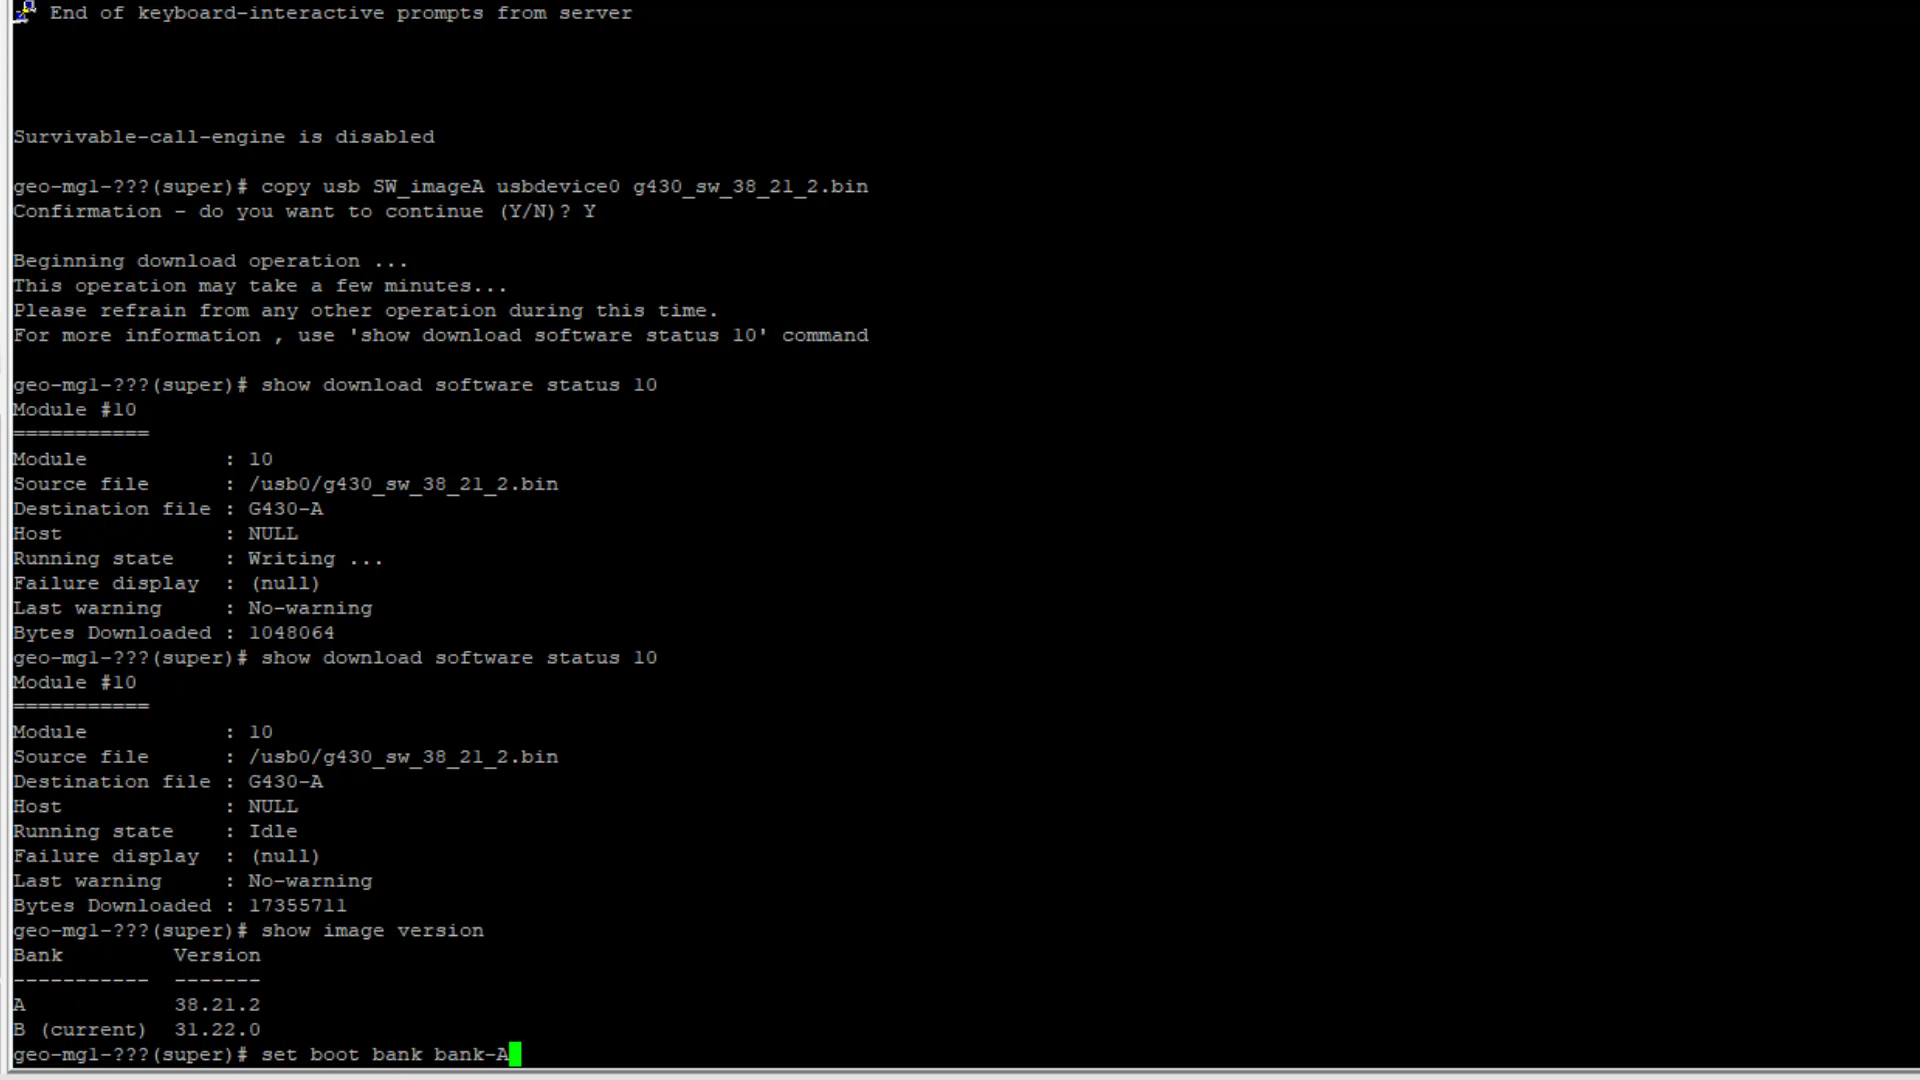 End of keyboard-interactive prompts from server
Survivable-call-engine is disabled
geo-mg1-???(super)# copy usb SW_imageA usbdevice0 g430_sw_38_21_2.bin
Confirmation - do you want to continue (Y/N)? Y
Beginning download operation ...
This operation may take a few minutes...
Please refrain from any other operation during this time.
For more information , use 'show download software status 10' command
geo-mg1-???(super)# show download software status 10
Module #10
===========
Module           : 10
Source file      : /usb0/g430_sw_38_21_2.bin
Destination file : G430-A
Host             : NULL
Running state    : Writing ...
Failure display  : (null)
Last warning     : No-warning
Bytes Downloaded : 1048064
geo-mg1-???(super)# show download software status 10
Module #10
===========
Module           : 10
Source file      : /usb0/g430_sw_38_21_2.bin
Destination file : G430-A
Host             : NULL
Running state    : Idle
Failure display  : (null)
Last warning     : No-warning
Bytes Downloaded : 17355711
geo-mg1-???(super)# show image version
Bank         Version
-----------  -------
A            38.21.2
B (current)  31.22.0
geo-mg1-???(super)# set boot bank bank-A